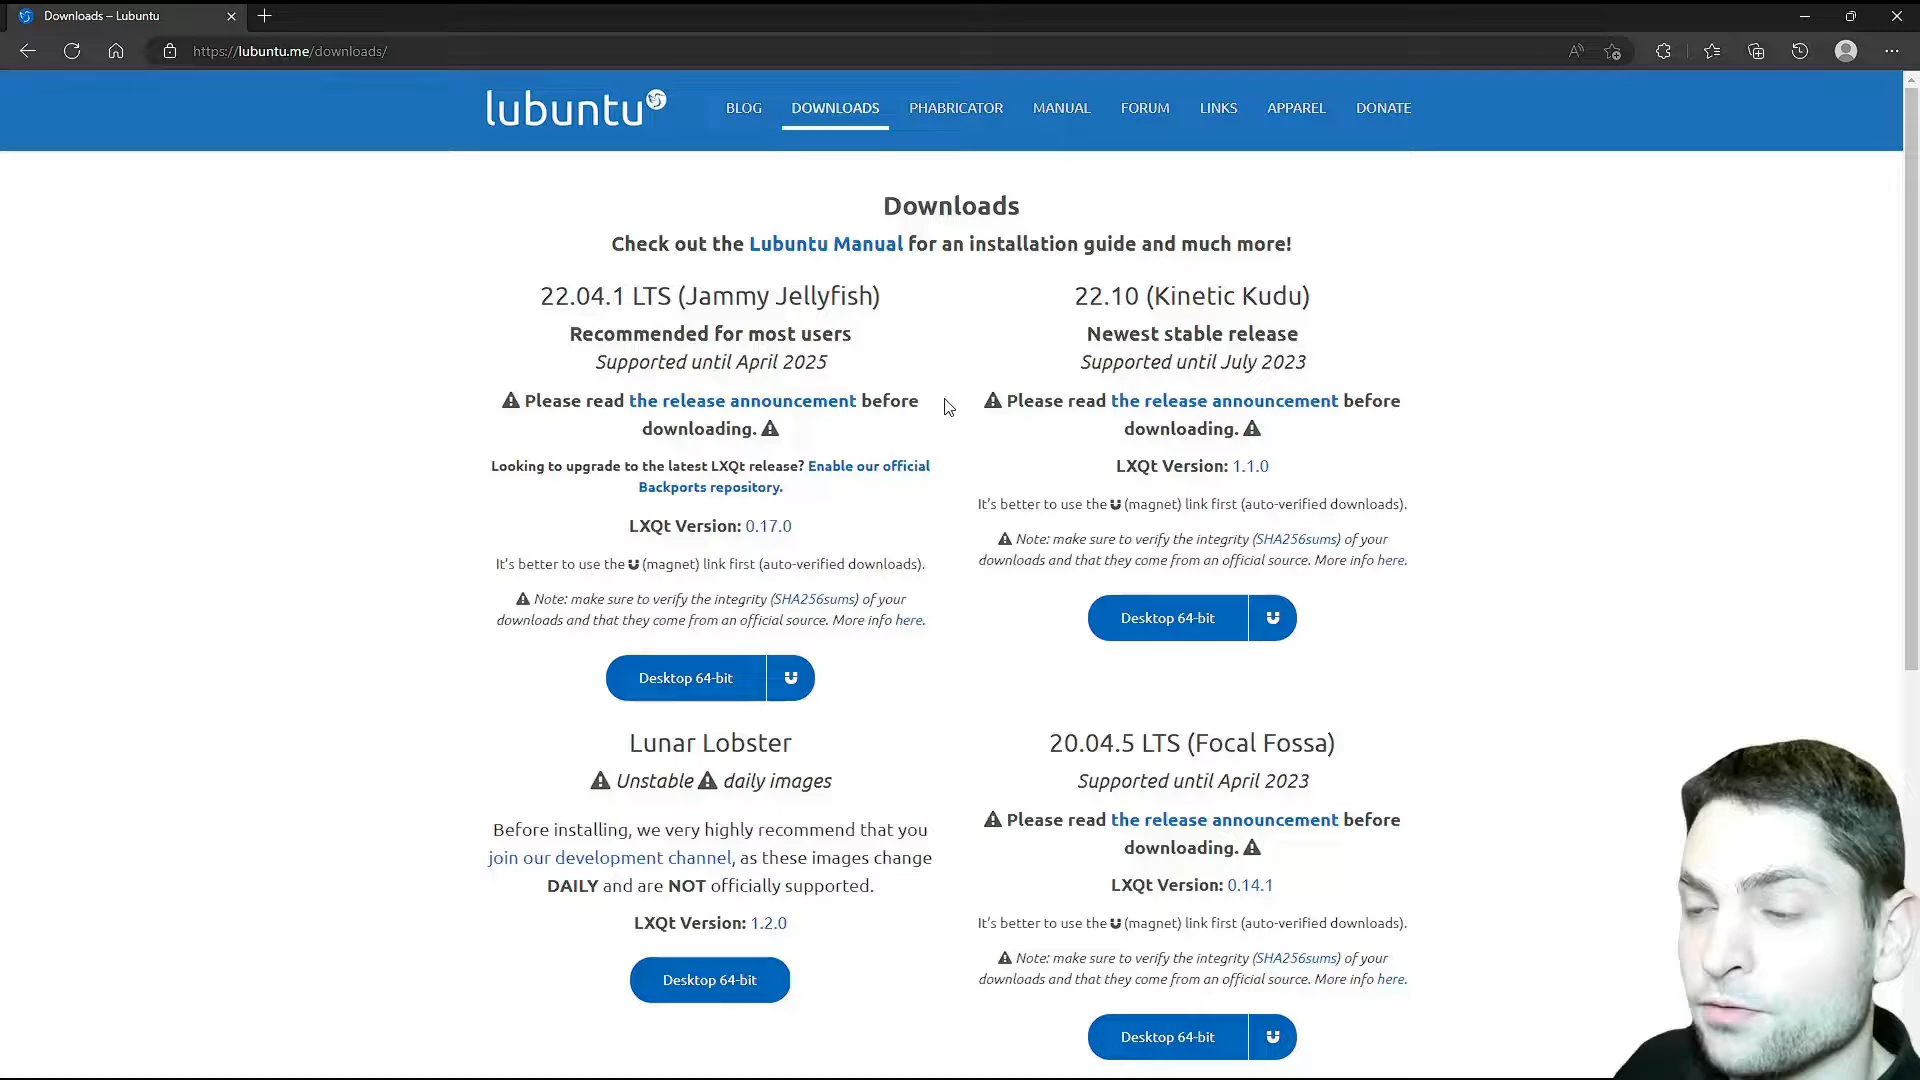 Downloads – Lubuntu
https://lubuntu.me/downloads/
lubuntu
BLOG
DOWNLOADS
PHABRICATOR
MANUAL
FORUM
LINKS
APPAREL
DONATE
Downloads
Check out the Lubuntu Manual for an installation guide and much more!
22.04.1 LTS (Jammy Jellyfish)
Recommended for most users
Supported until April 2025
Please read the release announcement before
downloading.
Looking to upgrade to the latest LXQt release? Enable our official
Backports repository.
LXQt Version: 0.17.0
It's better to use the (magnet) link first (auto-verified downloads).
Note: make sure to verify the integrity (SHA256sums) of your
downloads and that they come from an official source. More info here.
Desktop 64-bit
22.10 (Kinetic Kudu)
Newest stable release
Supported until July 2023
Please read the release announcement before
downloading.
LXQt Version: 1.1.0
It's better to use the (magnet) link first (auto-verified downloads).
Note: make sure to verify the integrity (SHA256sums) of your
downloads and that they come from an official source. More info here.
Desktop 64-bit
Lunar Lobster
Unstable daily images
Before installing, we very highly recommend that you
join our development channel, as these images change
DAILY and are NOT officially supported.
LXQt Version: 1.2.0
Desktop 64-bit
20.04.5 LTS (Focal Fossa)
Supported until April 2023
Please read the release announcement before
downloading.
LXQt Version: 0.14.1
It's better to use the (magnet) link first (auto-verified downloads).
Note: make sure to verify the integrity (SHA256sums) of your
downloads and that they come from an official source. More info here.
Desktop 64-bit